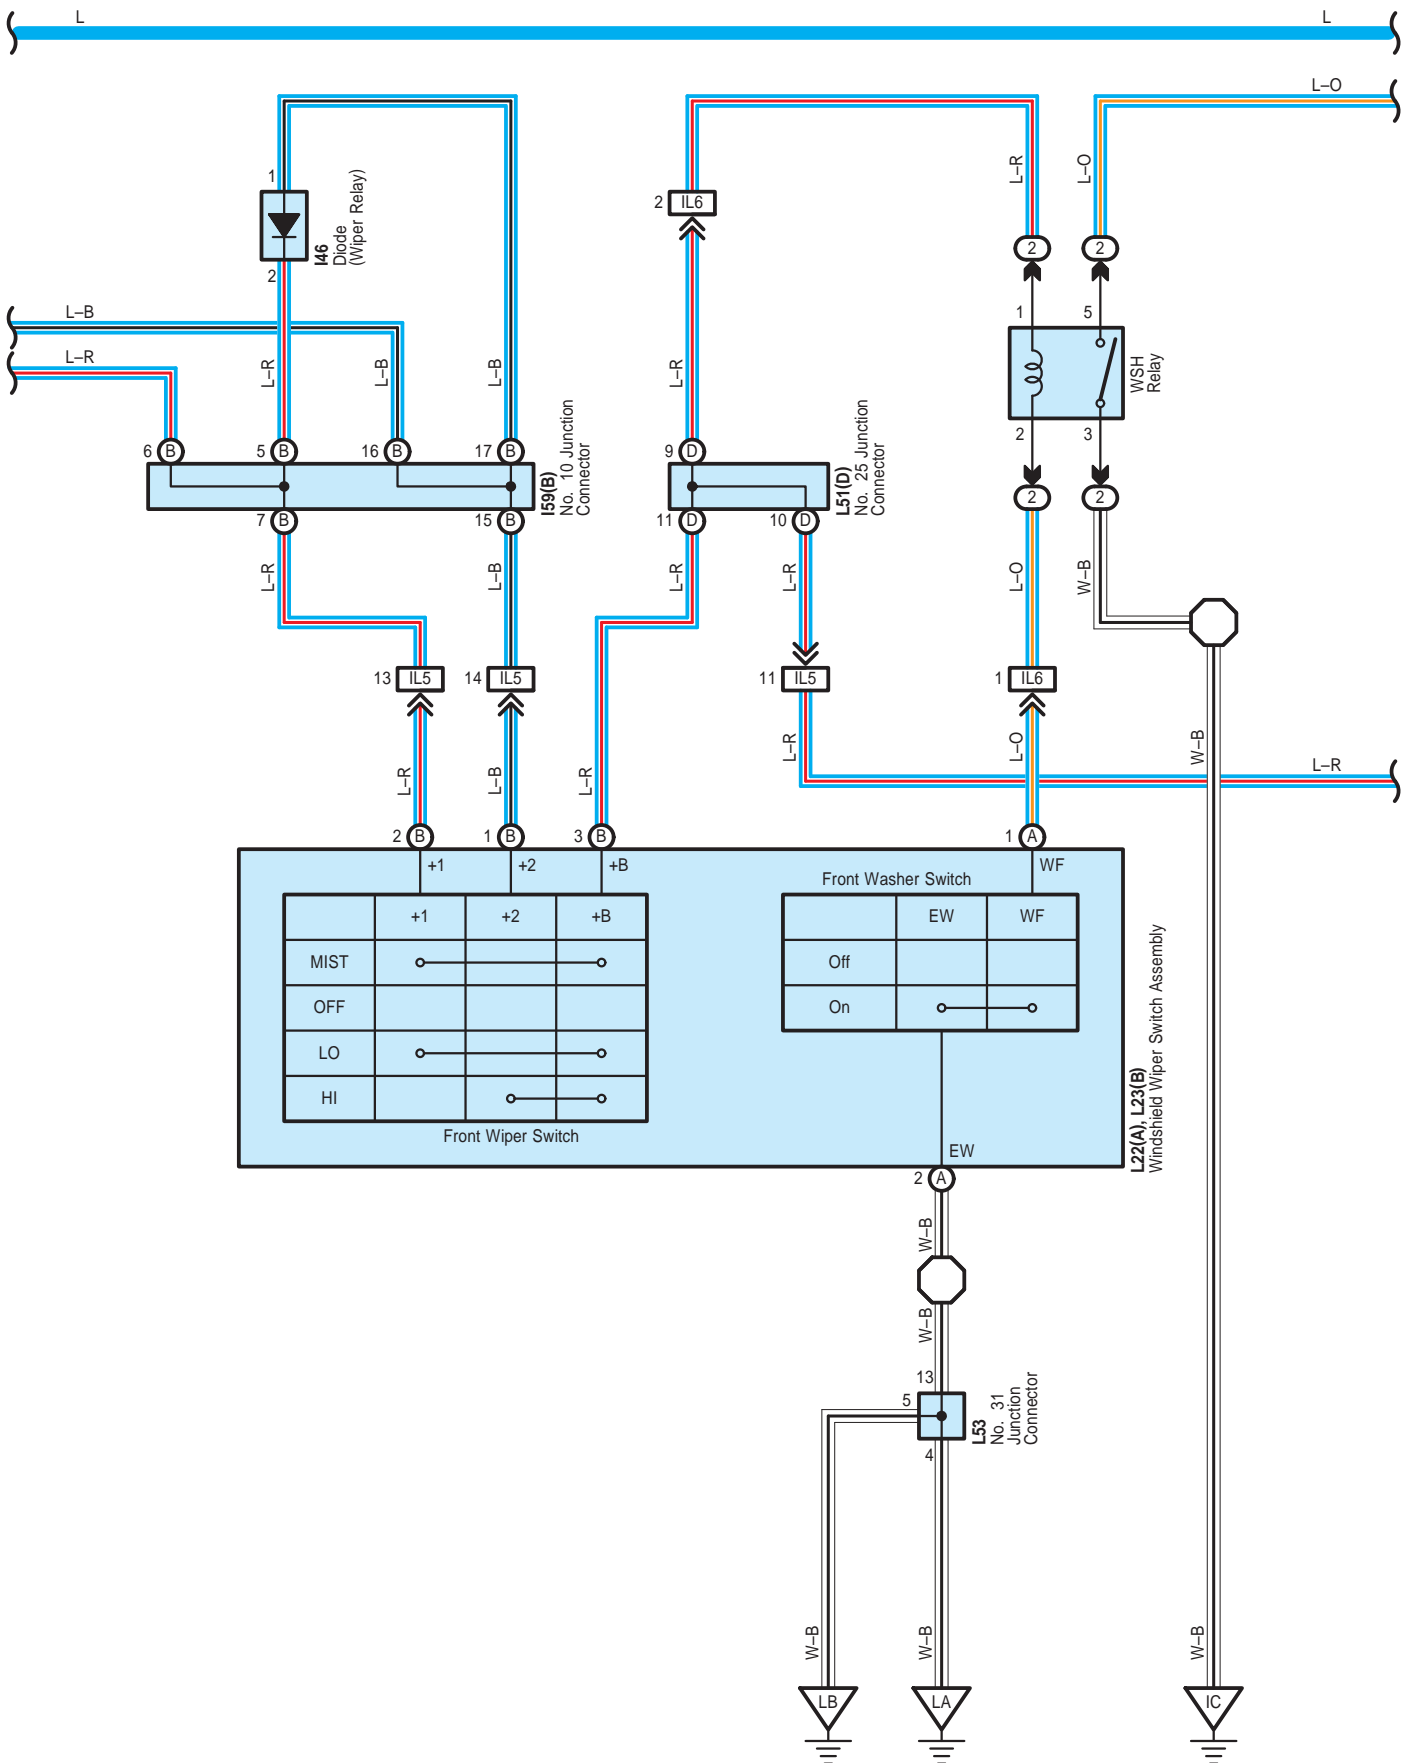 L
L
L–O
1
I46
Diode
(Wiper Relay)
2
2 IL6
L–R
L–O
2
2
L–B
L–R
L–R
L–B
L–B
L–R
1
5
WSH
Relay
2
3
6 B
5 B
16 B
17 B
I59(B)
No. 10 Junction
Connector
9 D
L51(D)
No. 25 Junction
Connector
7 B
15 B
11 D
10 D
2
2
L–R
L–B
L–R
L–R
L–O
W–B
13 IL5
14 IL5
11 IL5
1 IL6
L–R
L–B
L–R
L–R
L–O
W–B
L–R
2 B
1 B
3 B
1 A
+1
+2
+B
WF
Front Washer Switch
+1 +2 +B
EW WF
MIST
Off
OFF
On
LO
HI
Front Wiper Switch
EW
L22(A), L23(B)
Windshield Wiper Switch Assembly
2 A
W–B
W–B
13
5
4
L53
No. 31
Junction
Connector
W–B
W–B
W–B
LB
LA
IC